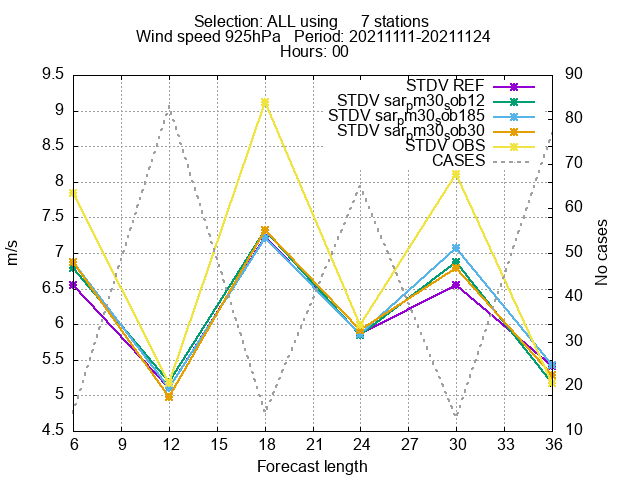 Selection: ALL using 7 stations
Wind speed 925hPa Period: 20211111-20211124
Hours: 00
9.5
9
8.5
8
7.5
7
6.5
6
5.5
5
4.5
m/s
90
80
70
60
50
40
30
20
10
No cases
STDV REF
STDV sarpm30sob12
STDV sarpm30sob185
STDV sarpm30sob30
STDV OBS
CASES
6 9 12 15 18 21 24 27 30 33 36
Forecast length